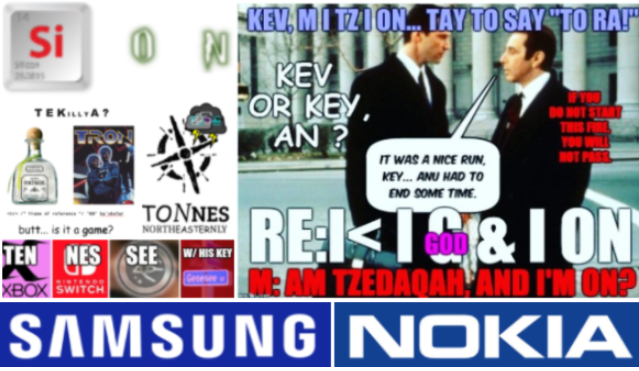 14
Si
O N
TEKILLYA?
PATRÓN
TRON
TONNES
NORTHEASTERNLY
butt... is it a game?
TEN
XBOX
NES
NINTENDO
SWITCH
SEE
W/ HIS KEY
KEV, M I TZ I ON... TAY TO SAY "TO RA!"
KEV
OR KEY,
AN ?
IF YOU
DO NOT START
THIS FIRE,
YOU WILL
NOT PASS.
IT WAS A NICE RUN,
KEY... ANU HAD TO
END SOME TIME.
RE:I< I G & I ON
GOD
M: AM TZEDAQAH, AND I'M ON?
SAMSUNG
NOKIA